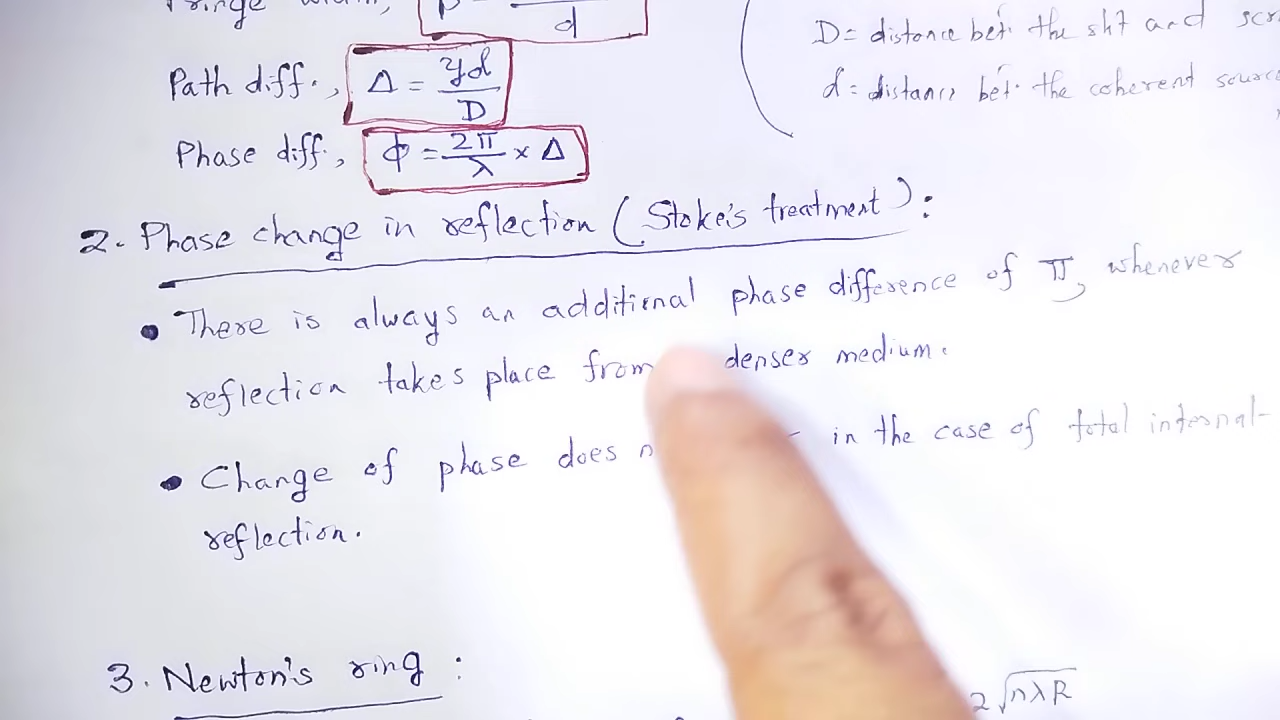 Fringe width,
d
D = distance bet. the slit and
d = distance bet. the coherent source
Path diff., Δ = yd/D
Phase diff., Φ = 2π/λ × Δ
2. Phase change in reflection (Stoke's treatment):
• There is always an additional phase difference of π, whenever
reflection takes place from denser medium.
• Change of phase does in the case of total internal-
reflection.
3. Newton's ring:
2√nλR